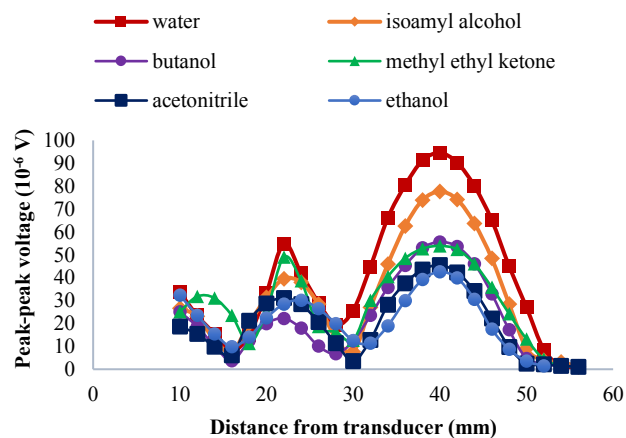 water
isoamyl alcohol
butanol
methyl ethyl ketone
acetonitrile
ethanol
Peak-peak voltage (10⁻⁶ V)
100
90
80
70
60
50
40
30
20
10
0
0 10 20 30 40 50 60
Distance from transducer (mm)